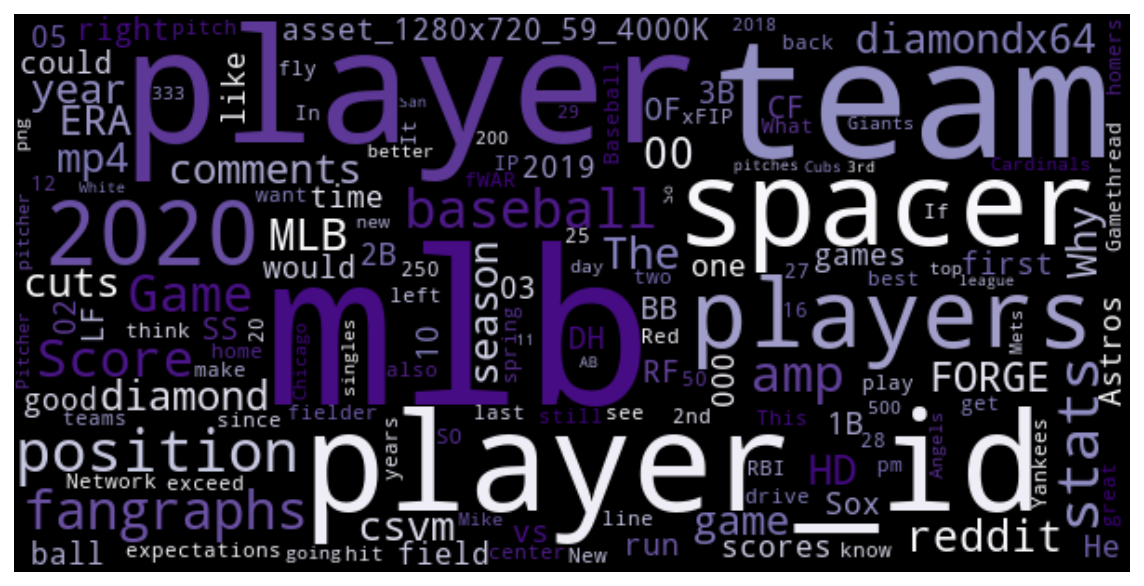 05
right
pitch
asset_1280x720_59_4000K
2018
back
diamondx64
homers
could
player
team
fly
like
year
333
3B
OF
xFIP
CF
What
Giants
29
San
In
It
ERA
png
Baseball
200
better
00
mp4
comments
IP
2019
pitches
Cubs
3rd
Cardinals
12
White
want
time
fWAR
spacer
If
Gamethread
2020
baseball
new
MLB
25
The
one
games
Why
pitcher
would
2B
250
season
day
two
27
best
top
first
league
cuts
Game
mlb
left
03
BB
players
02
LF
think
SS
20
10
spring
11
DH
Red
16
Mets
Astros
Score
home
make
Chicago
singles
also
AB
RF
50
000
amp
play
FORGE
Pitcher
good
diamond
teams
since
fielder
last
still
see
2nd
This
500
get
stats
position
player_id
years
SO
1B
28
Angels
Yankees
great
Network
exceed
RBI
HD
pm
fangraphs
csvm
Mike
vs
line
drive
Sox
game
reddit
He
ball
expectations
going
hit
field
center
New
run
scores
know